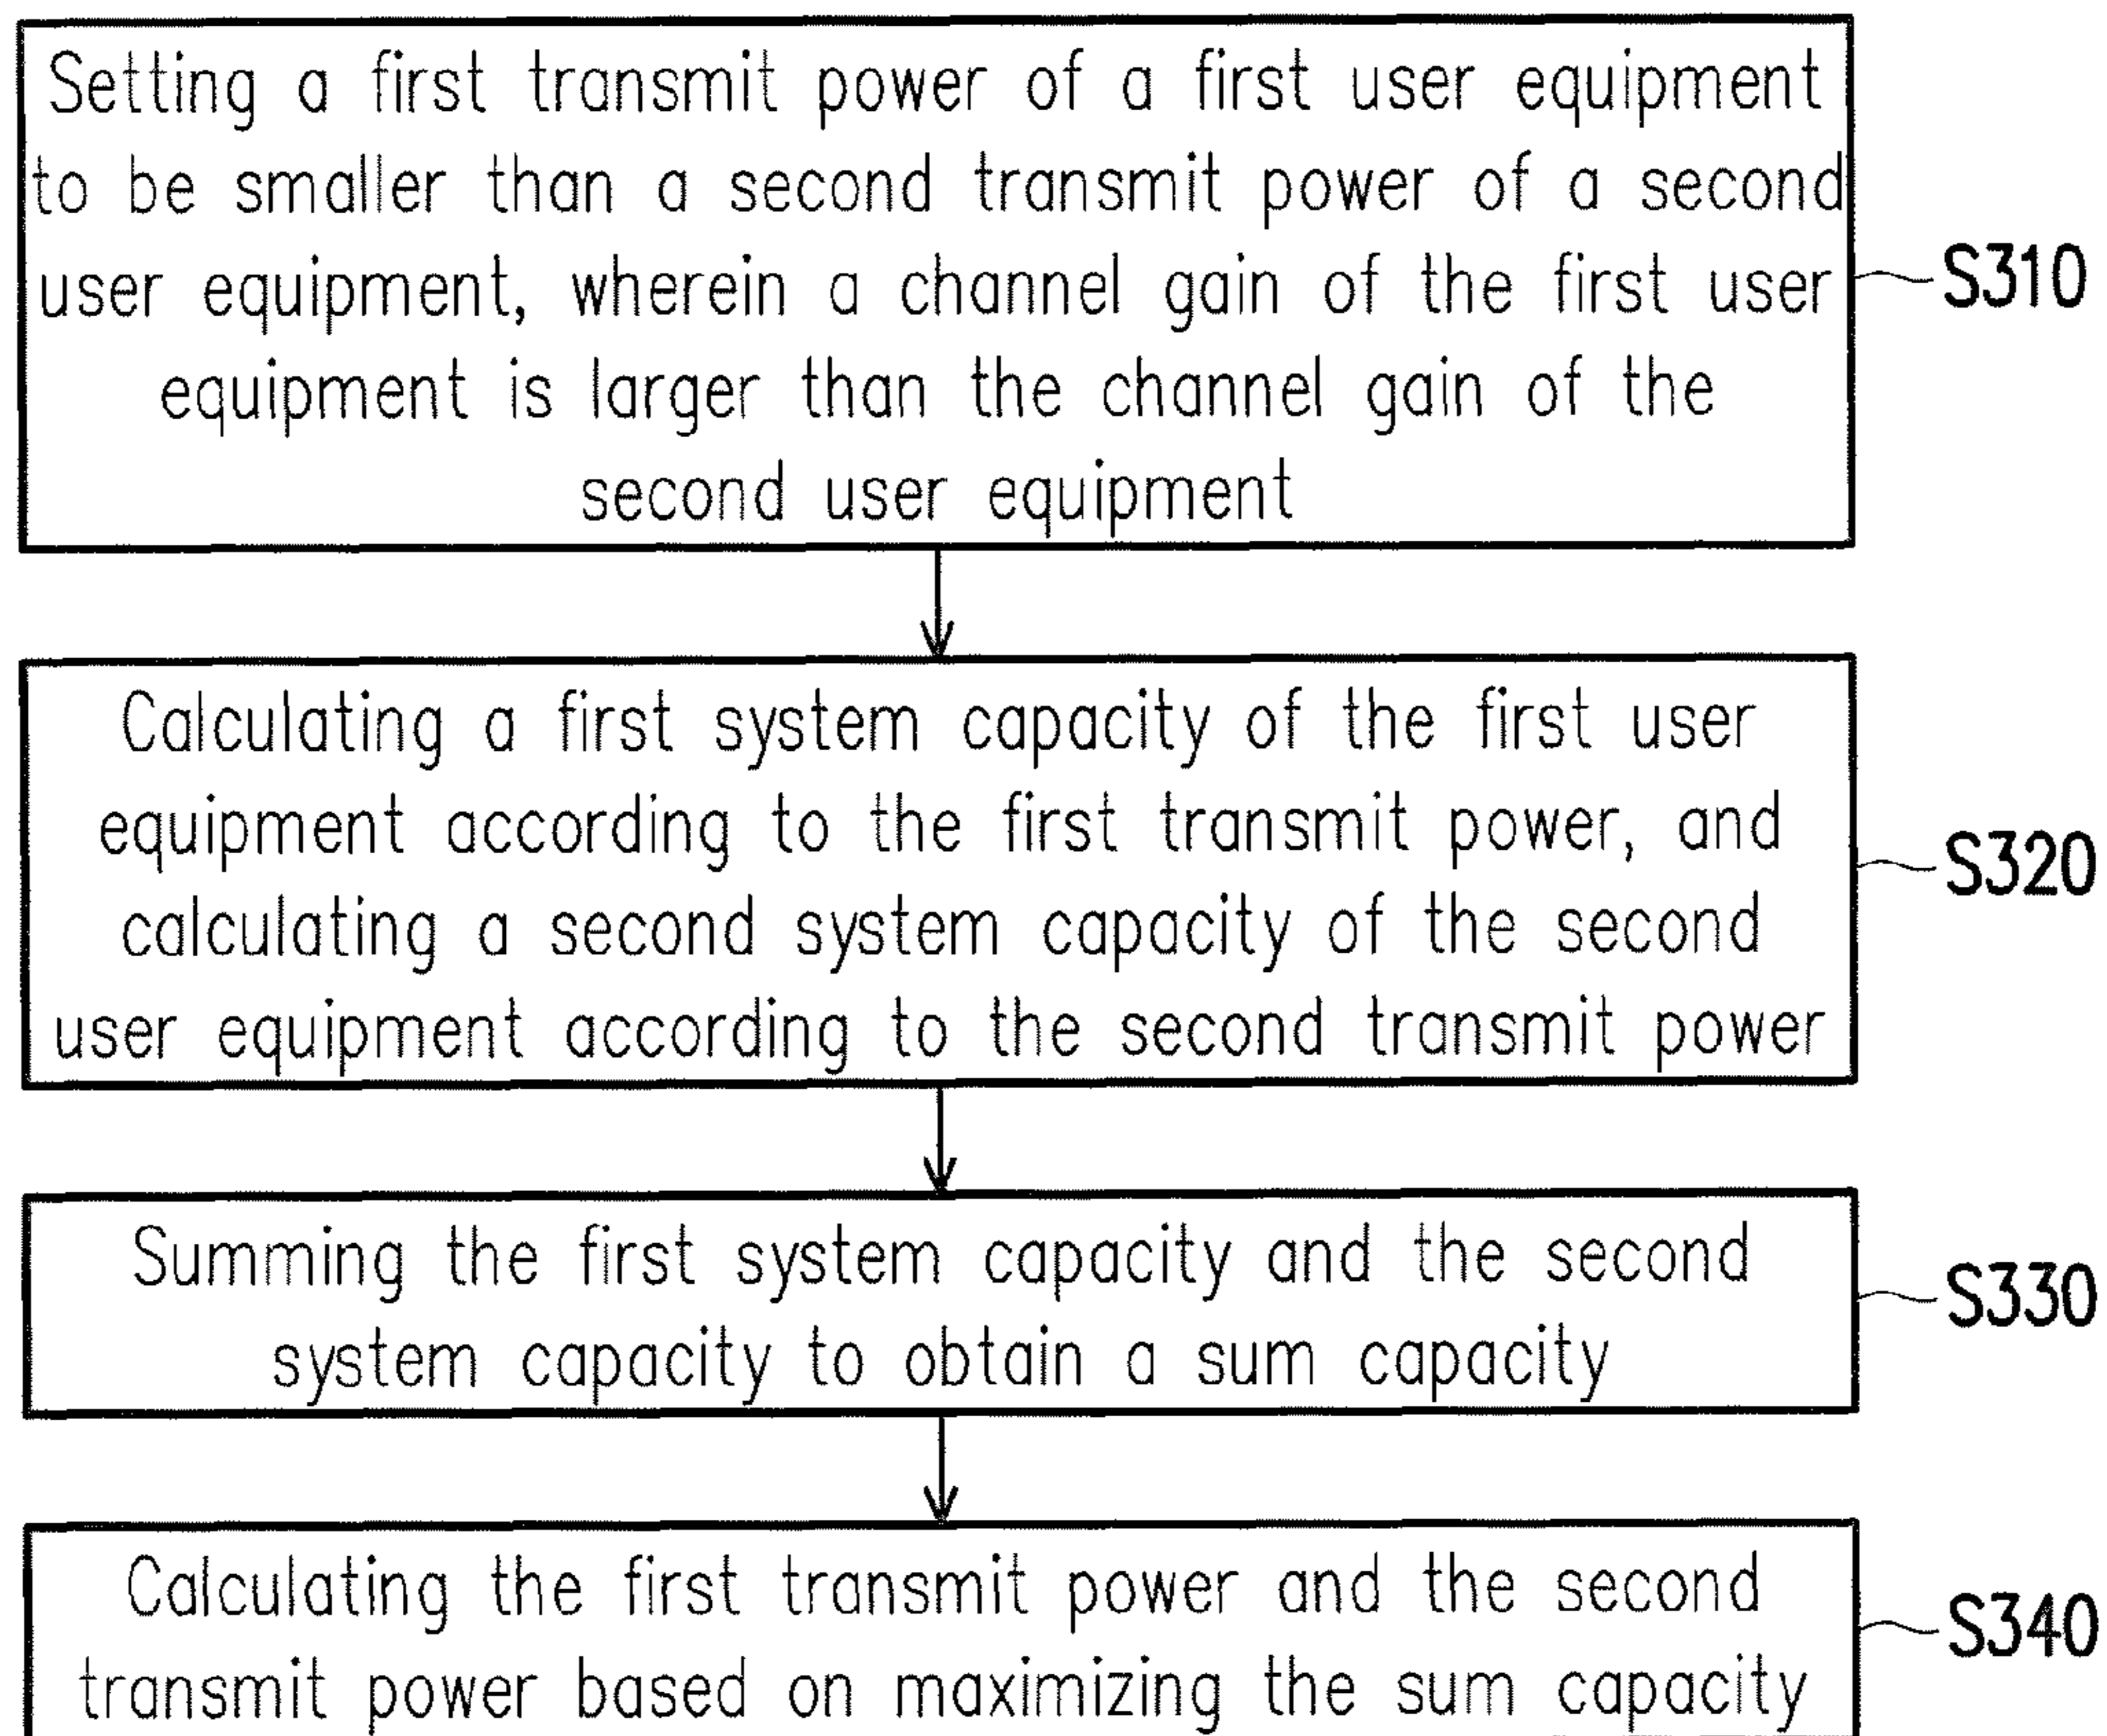 Setting a first transmit power of a first user equipment
to be smaller than a second transmit power of a second
user equipment, wherein a channel gain of the first user
equipment is larger than the channel gain of the
second user equipment
S310
Calculating a first system capacity of the first user
equipment according to the first transmit power, and
calculating a second system capacity of the second
user equipment according to the second transmit power
S320
Summing the first system capacity and the second
system capacity to obtain a sum capacity
S330
Calculating the first transmit power and the second
transmit power based on maximizing the sum capacity
S340